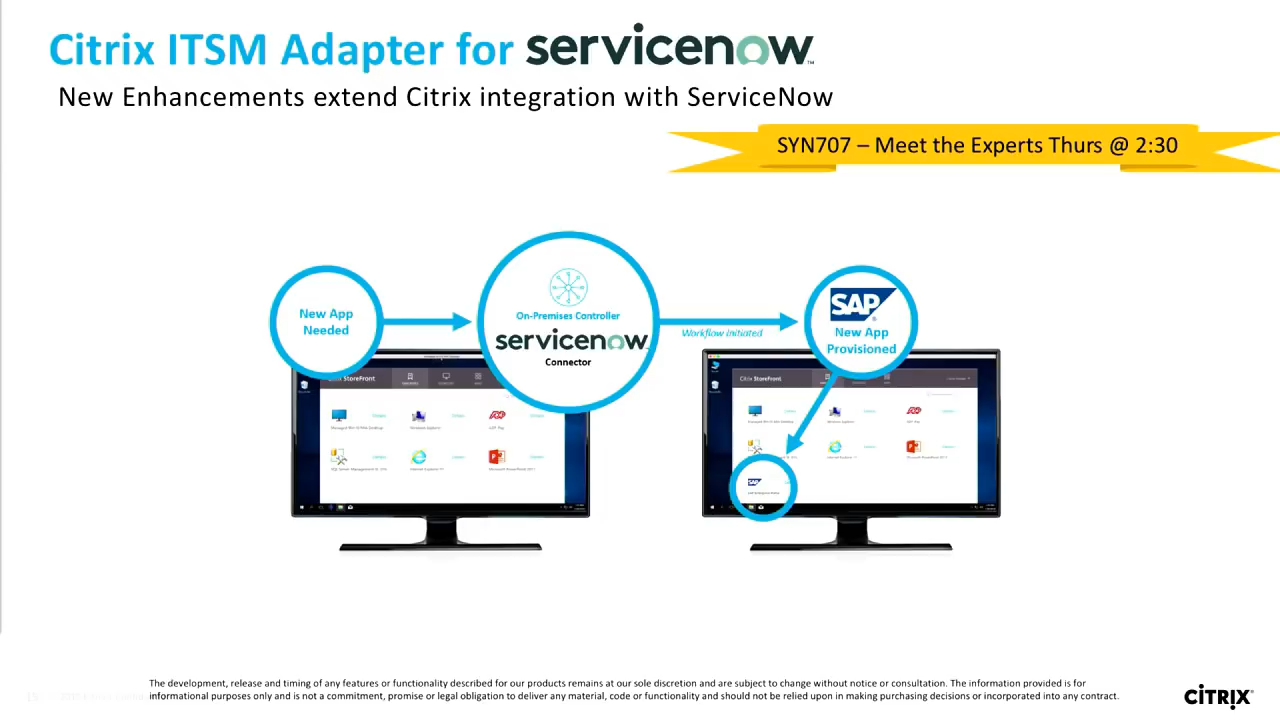 Citrix ITSM Adapter for servicenow™
New Enhancements extend Citrix integration with ServiceNow
SYN707 – Meet the Experts Thurs @ 2:30
New App
Needed
On-Premises Controller
servicenow
Connector
Workflow Initiated
SAP®
New App
Provisioned
Citrix StoreFront
Citrix StoreFront
SAP
The development, release and timing of any features or functionality described for our products remains at our sole discretion and are subject to change without notice or consultation. The information provided is for
informational purposes only and is not a commitment, promise or legal obligation to deliver any material, code or functionality and should not be relied upon in making purchasing decisions or incorporated into any contract.
15
CITRIX®